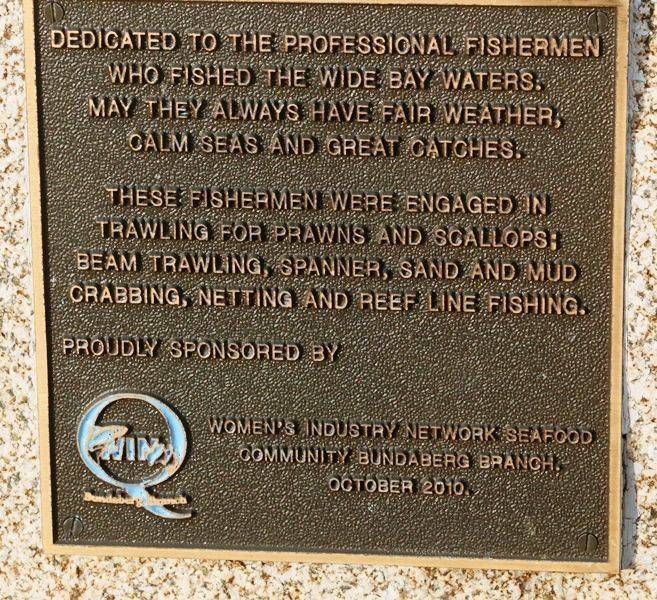 DEDICATED TO THE PROFESSIONAL FISHERMEN
WHO FISHED THE WIDE BAY WATERS.
MAY THEY ALWAYS HAVE FAIR WEATHER,
CALM SEAS AND GREAT CATCHES.
THESE FISHERMEN WERE ENGAGED IN
TRAWLING FOR PRAWNS AND SCALLOPS;
BEAM TRAWLING, SPANNER, SAND AND MUD
CRABBING, NETTING AND REEF LINE FISHING.
PROUDLY SPONSORED BY
WIN
Bundaberg Branch
WOMEN'S INDUSTRY NETWORK SEAFOOD
COMMUNITY BUNDABERG BRANCH.
OCTOBER 2010.